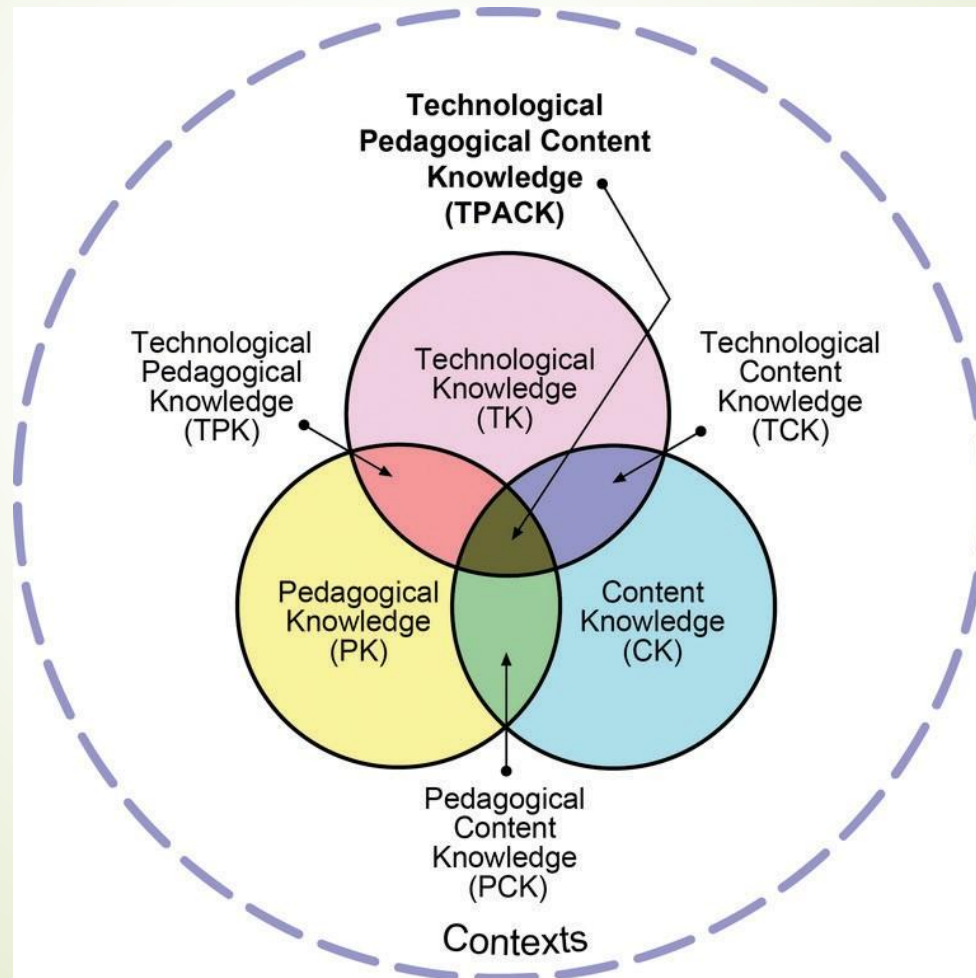 Technological
Pedagogical Content
Knowledge
(TPACK)
Technological
Pedagogical
Knowledge
(TPK)
Technological
Knowledge
(TK)
Technological
Content
Knowledge
(TCK)
Pedagogical
Knowledge
(PK)
Content
Knowledge
(CK)
Pedagogical
Content
Knowledge
(PCK)
Contexts